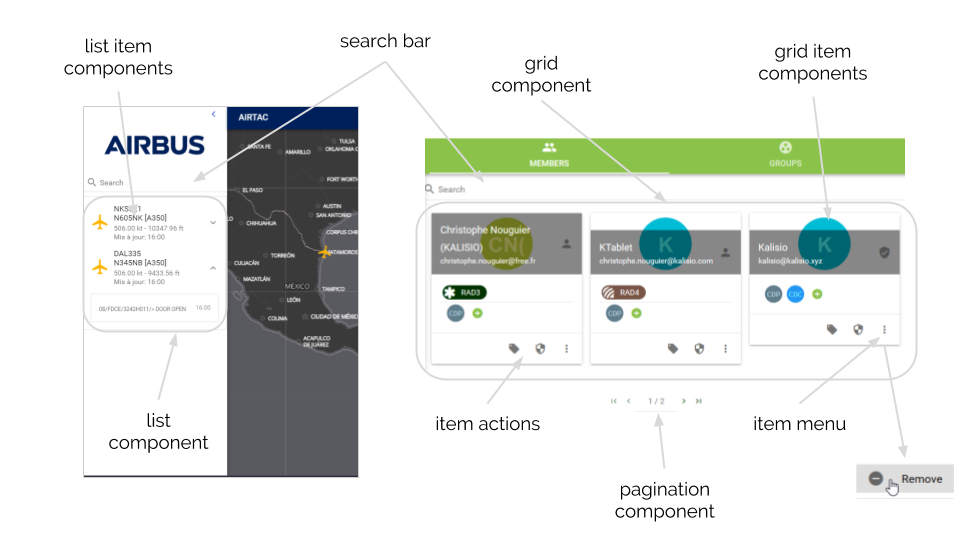 list item
components
search bar
grid
component
grid item
components
AIRBUS
Search
N605NK [A350]
506.00 kt - 10347.96 ft
Mis à jour: 16:00
DAL335
N345NB [A350]
506.00 kt - 9433.56 ft
Mis à jour: 16:00
08/FDCE/3242H011/> DOOR OPEN 16:00
list
component
AIRTAC
SANTA FE
TULSA
AMARILLO
OKLAHOMA C
FORT WORTH
EL PASO
AUSTIN
SAN ANTONIO
CHIHUAHUA
CORPUS CHR
TORREÓN
MATAMOROS
CULIACÁN
MAZATLÁN
MÉXICO
TAMPICO
LEÓN
COLIMA
CIUDAD DE MÉXIC
ACAPULCO
DE JUÁREZ
MEMBERS
GROUPS
Search
Christophe Nouguier
(KALISIO)
CN(
christophe.nouguier@free.fr
RAD3
CDP
K
KTablet
christophe.nouguier@kalisio.com
RAD4
CDP
K
Kalisio
kalisio@kalisio.xyz
CDP CDC
1 / 2
item actions
item menu
pagination
component
Remove